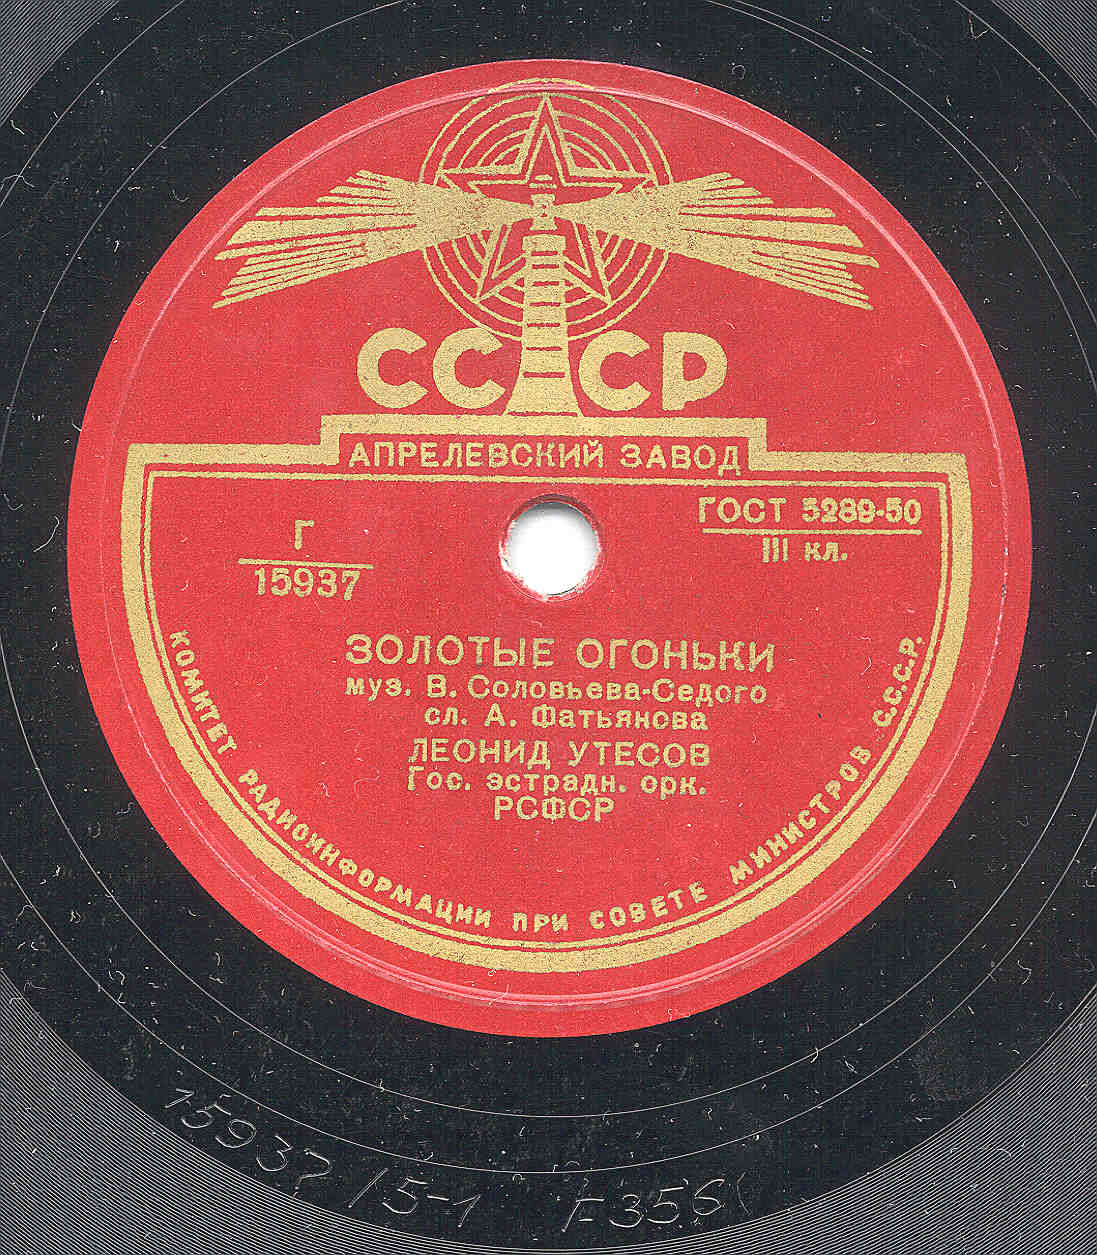 СССР
АПРЕЛЕВСКИЙ ЗАВОД
ГОСТ 5289-50
III кл.
Г
15937
ЗОЛОТЫЕ ОГОНЬКИ
муз. В. Соловьева-Седого
сл. А. Фатьянова
ЛЕОНИД УТЕСОВ
Гос. эстрадн. орк.
РСФСР
КОМИТЕТ РАДИОИНФОРМАЦИИ ПРИ СОВЕТЕ МИНИСТРОВ С.С.С.Р.
15937/5-1